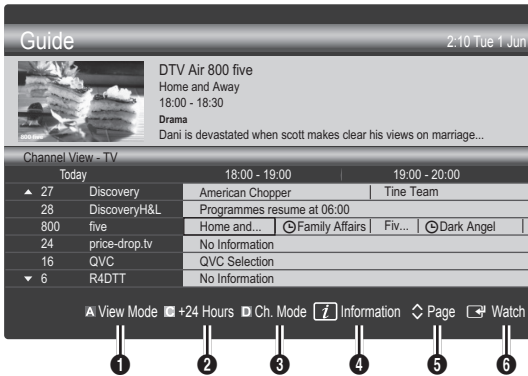 Guide 2:10 Tue 1 Jun
DTV Air 800 five
Home and Away
18:00 - 18:30
Drama
Dani is devastated when scott makes clear his views on marriage...
800 five
Channel View - TV
Today 18:00 - 19:00 19:00 - 20:00
▲ 27 Discovery American Chopper Tine Team
28 DiscoveryH&L Programmes resume at 06:00
800 five Home and... Family Affairs Fiv... Dark Angel
24 price-drop.tv No Information
16 QVC QVC Selection
▼ 6 R4DTT No Information
A View Mode C +24 Hours D Ch. Mode i Information Page Watch
1 2 3 4 5 6